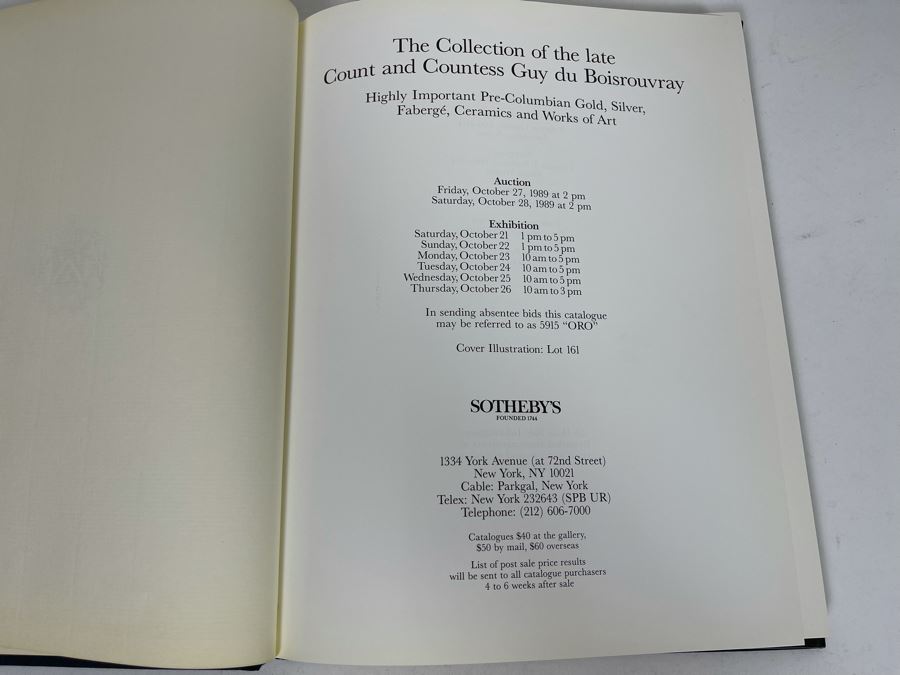 The Collection of the late
Count and Countess Guy du Boisrouvray
Highly Important Pre-Columbian Gold, Silver,
Fabergé, Ceramics and Works of Art
Auction
Friday, October 27, 1989 at 2 pm
Saturday, October 28, 1989 at 2 pm
Exhibition
Saturday, October 21 1 pm to 5 pm
Sunday, October 22 1 pm to 5 pm
Monday, October 23 10 am to 5 pm
Tuesday, October 24 10 am to 5 pm
Wednesday, October 25 10 am to 5 pm
Thursday, October 26 10 am to 3 pm
In sending absentee bids this catalogue
may be referred to as 5915 “ORO”
Cover Illustration: Lot 161
SOTHEBY'S
FOUNDED 1744
1334 York Avenue (at 72nd Street)
New York, NY 10021
Cable: Parkgal, New York
Telex: New York 232643 (SPB UR)
Telephone: (212) 606-7000
Catalogues $40 at the gallery,
$50 by mail, $60 overseas
List of post sale price results
will be sent to all catalogue purchasers
4 to 6 weeks after sale